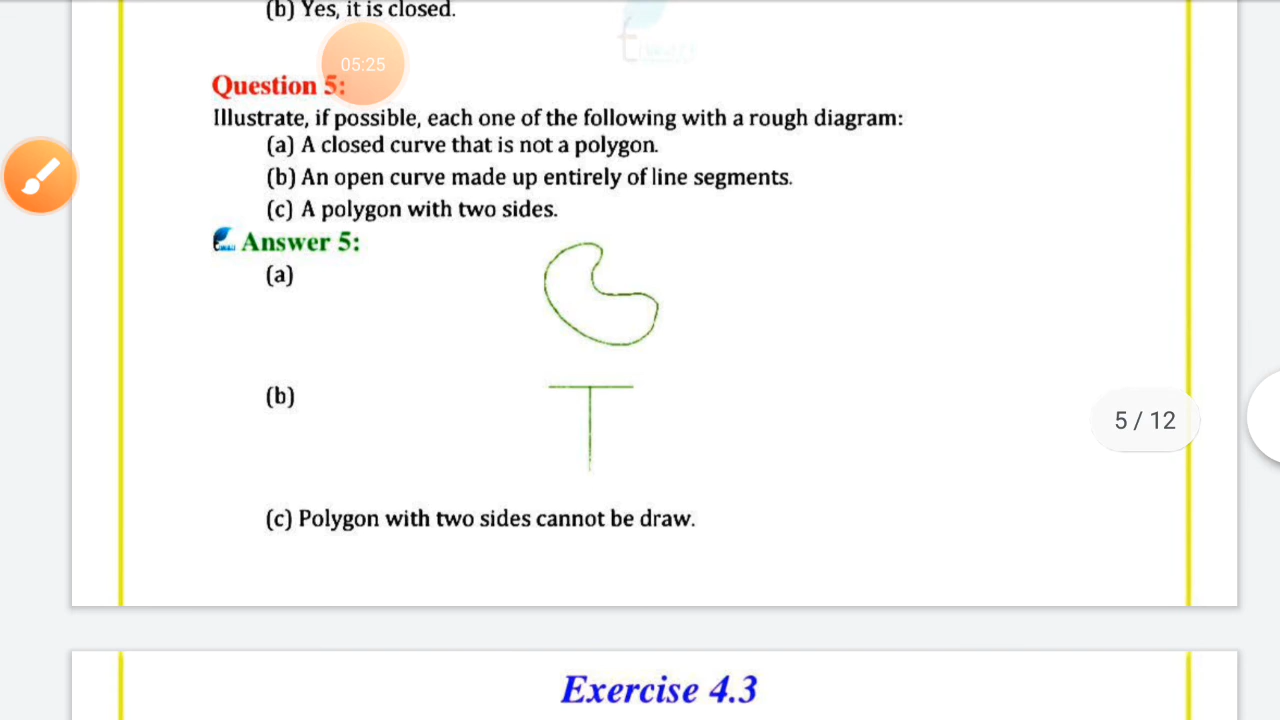 (b) Yes, it is closed.
05:25
Question 5:
Illustrate, if possible, each one of the following with a rough diagram:
(a) A closed curve that is not a polygon.
(b) An open curve made up entirely of line segments.
(c) A polygon with two sides.
Answer 5:
(a)
(b)
5 / 12
(c) Polygon with two sides cannot be draw.
Exercise 4.3